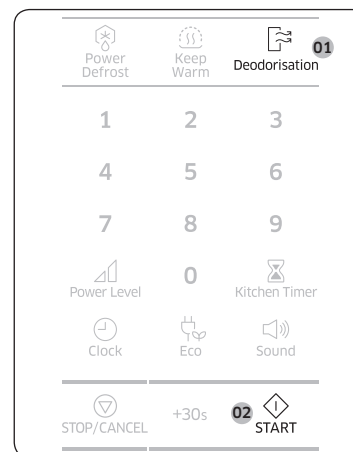 Power Defrost
Keep Warm
Deodorisation
01
1 2 3
4 5 6
7 8 9
Power Level
0
Kitchen Timer
Clock
Eco
Sound
STOP/CANCEL
+30s
02
START